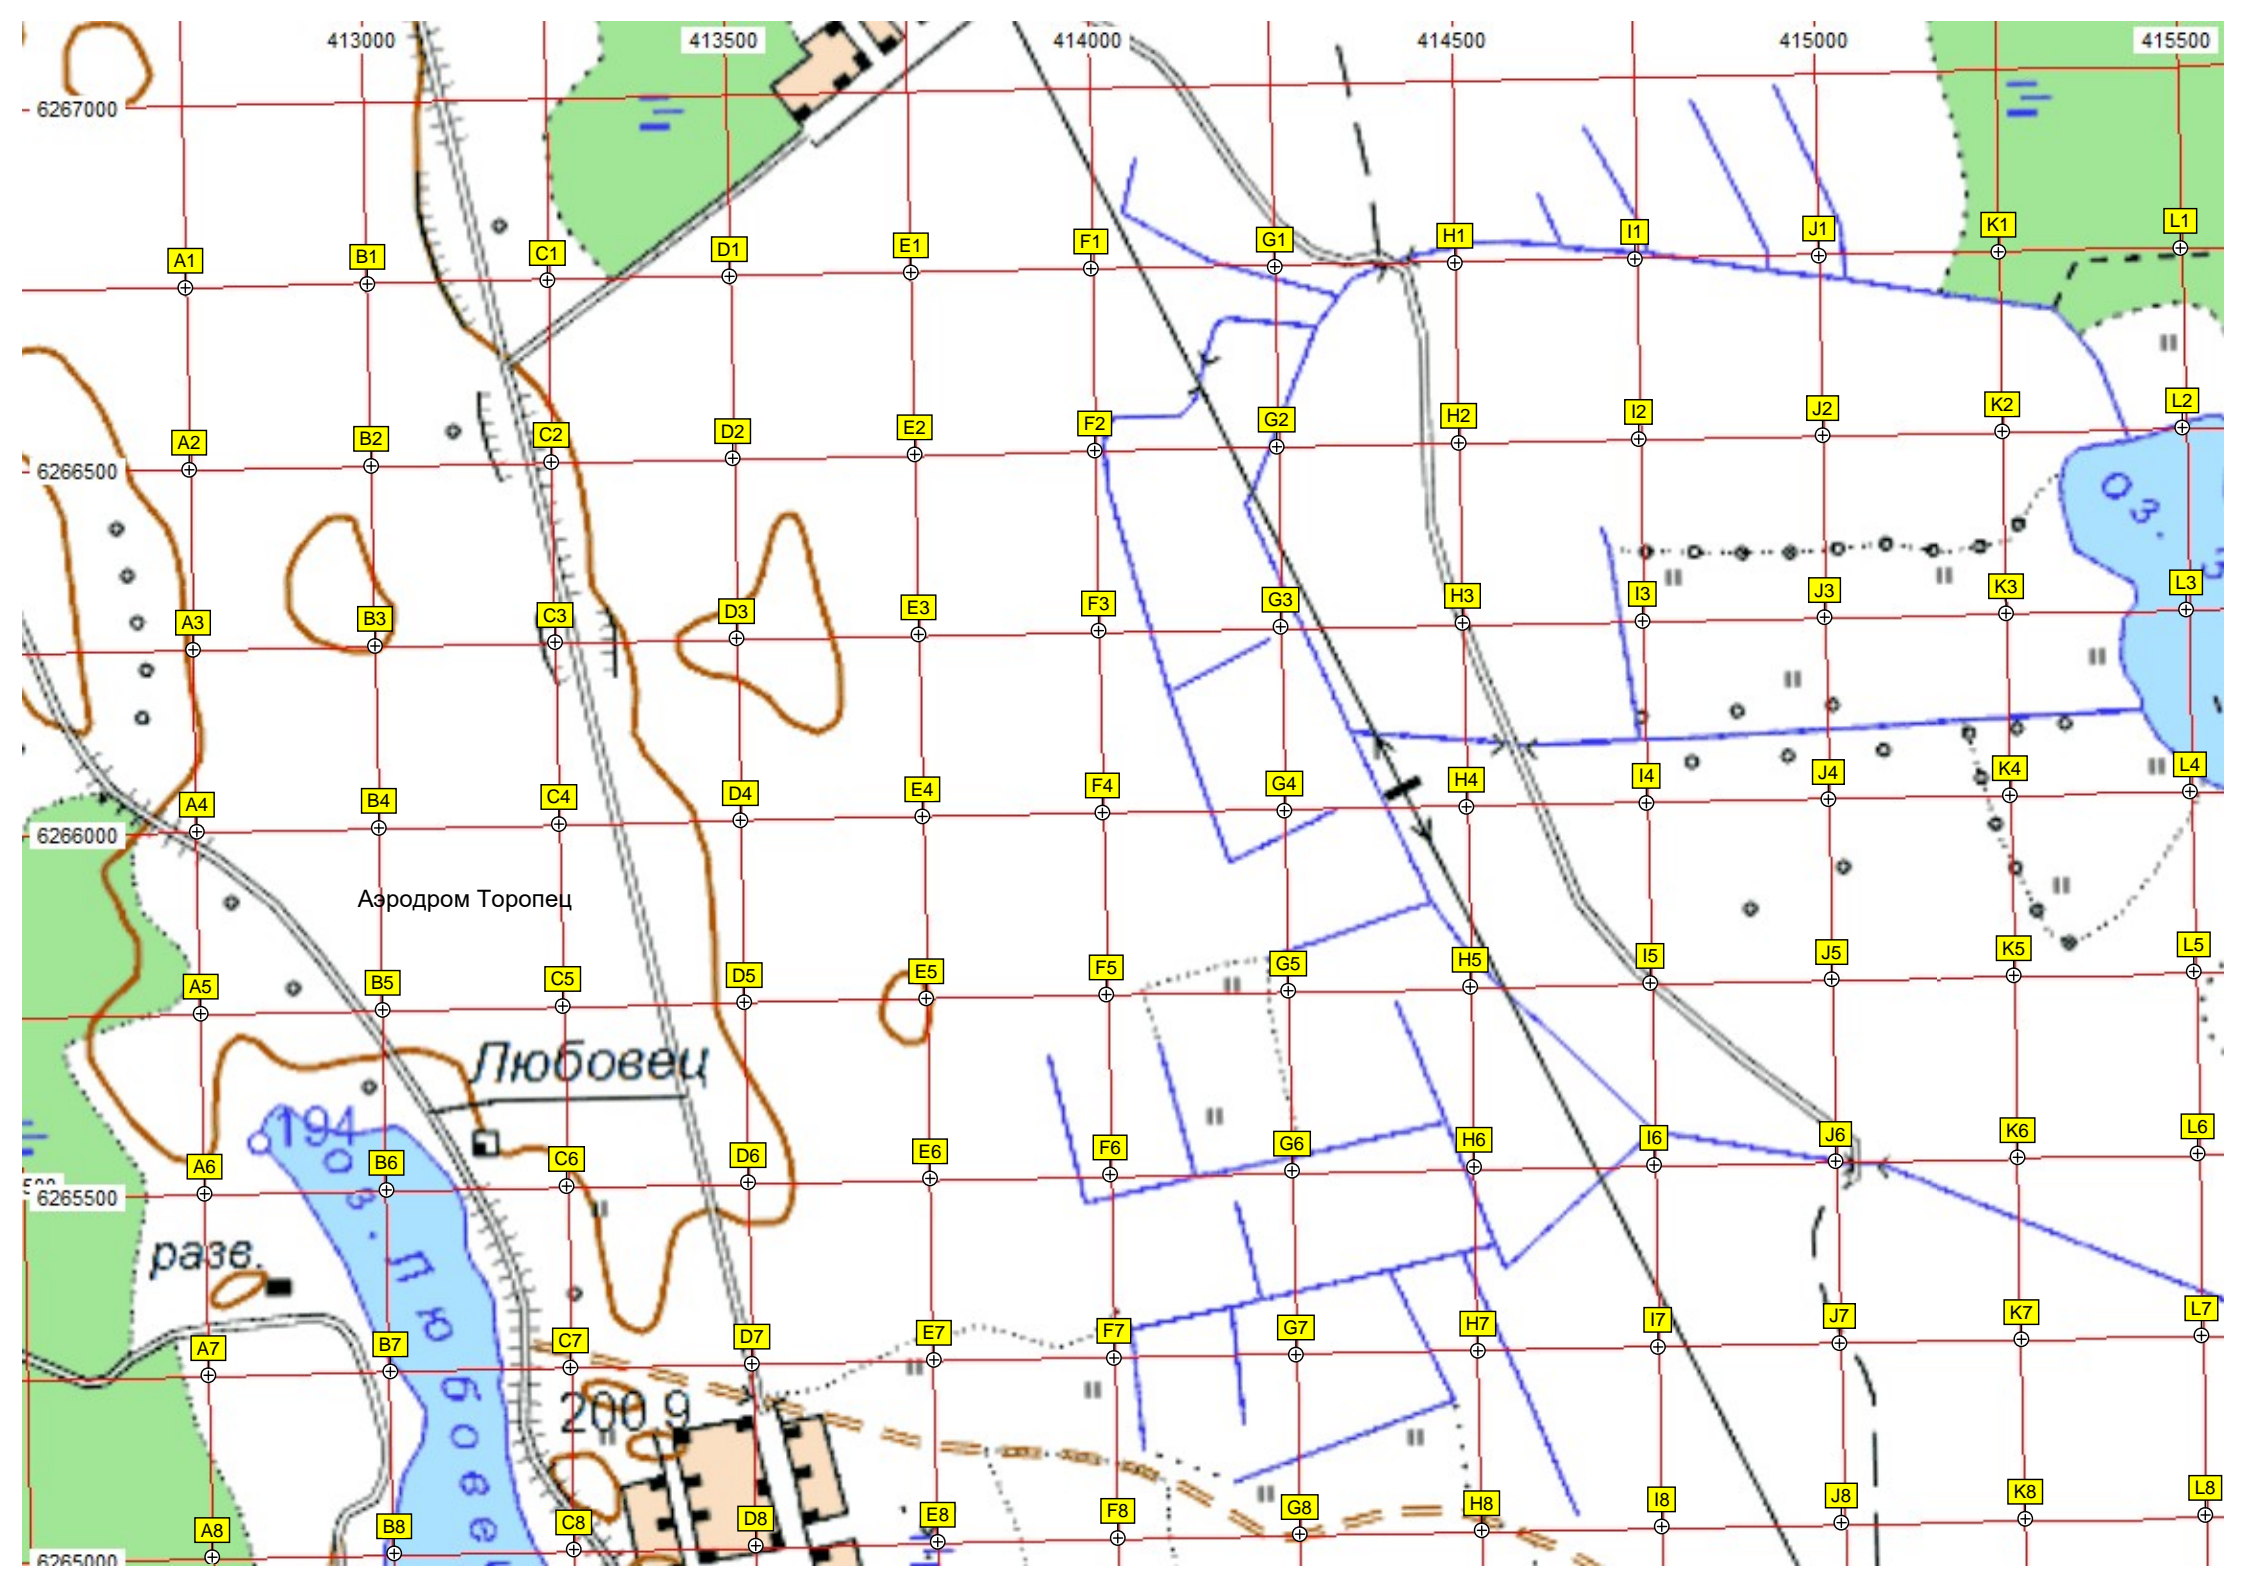 413000 413500 414000 414500 415000 415500
6267000
A1 B1 C1 D1 E1 F1 G1 H1 I1 J1 K1 L1
A2 B2 C2 D2 E2 F2 G2 H2 I2 J2 K2 L2
6266500
оз.
A3 B3 C3 D3 E3 F3 G3 H3 I3 J3 K3 L3
A4 B4 C4 D4 E4 F4 G4 H4 I4 J4 K4 L4
6266000
Аэродром Торопец
A5 B5 C5 D5 E5 F5 G5 H5 I5 J5 K5 L5
Любовец
194
A6 B6 C6 D6 E6 F6 G6 H6 I6 J6 K6 L6
6265500
оз. Любовец
разв.
A7 B7 C7 D7 E7 F7 G7 H7 I7 J7 K7 L7
200.9
A8 B8 C8 D8 E8 F8 G8 H8 I8 J8 K8 L8
6265000